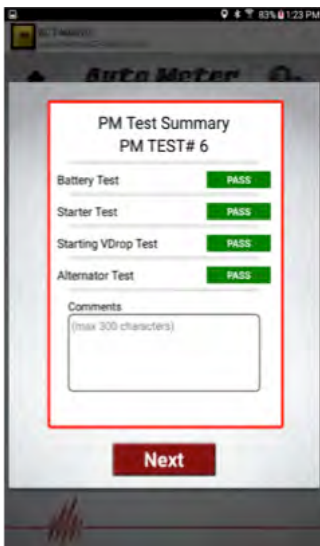 83% 1:23 PM
Auto Meter
PM Test Summary
PM TEST# 6
Battery Test PASS
Starter Test PASS
Starting VDrop Test PASS
Alternator Test PASS
Comments
(max 300 characters)
Next